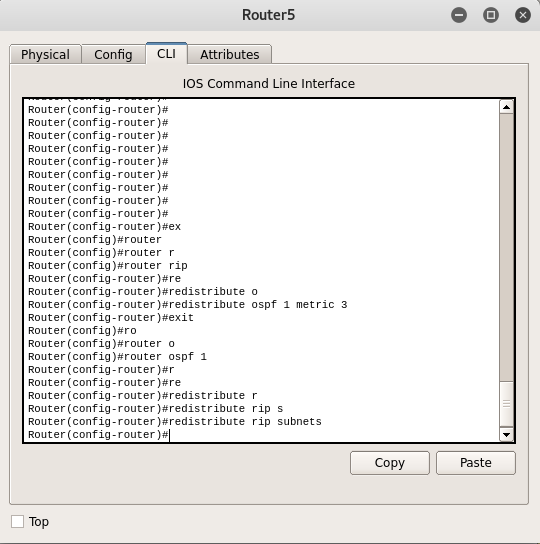 Router5
Physical Config CLI Attributes
IOS Command Line Interface
Router(config-router)#
Router(config-router)#
Router(config-router)#
Router(config-router)#
Router(config-router)#
Router(config-router)#
Router(config-router)#
Router(config-router)#
Router(config-router)#
Router(config-router)#
Router(config-router)#ex
Router(config)#router
Router(config)#router r
Router(config)#router rip
Router(config-router)#re
Router(config-router)#redistribute o
Router(config-router)#redistribute ospf 1 metric 3
Router(config-router)#exit
Router(config)#ro
Router(config)#router o
Router(config)#router ospf 1
Router(config-router)#r
Router(config-router)#re
Router(config-router)#redistribute r
Router(config-router)#redistribute rip s
Router(config-router)#redistribute rip subnets
Router(config-router)#
Copy Paste
Top